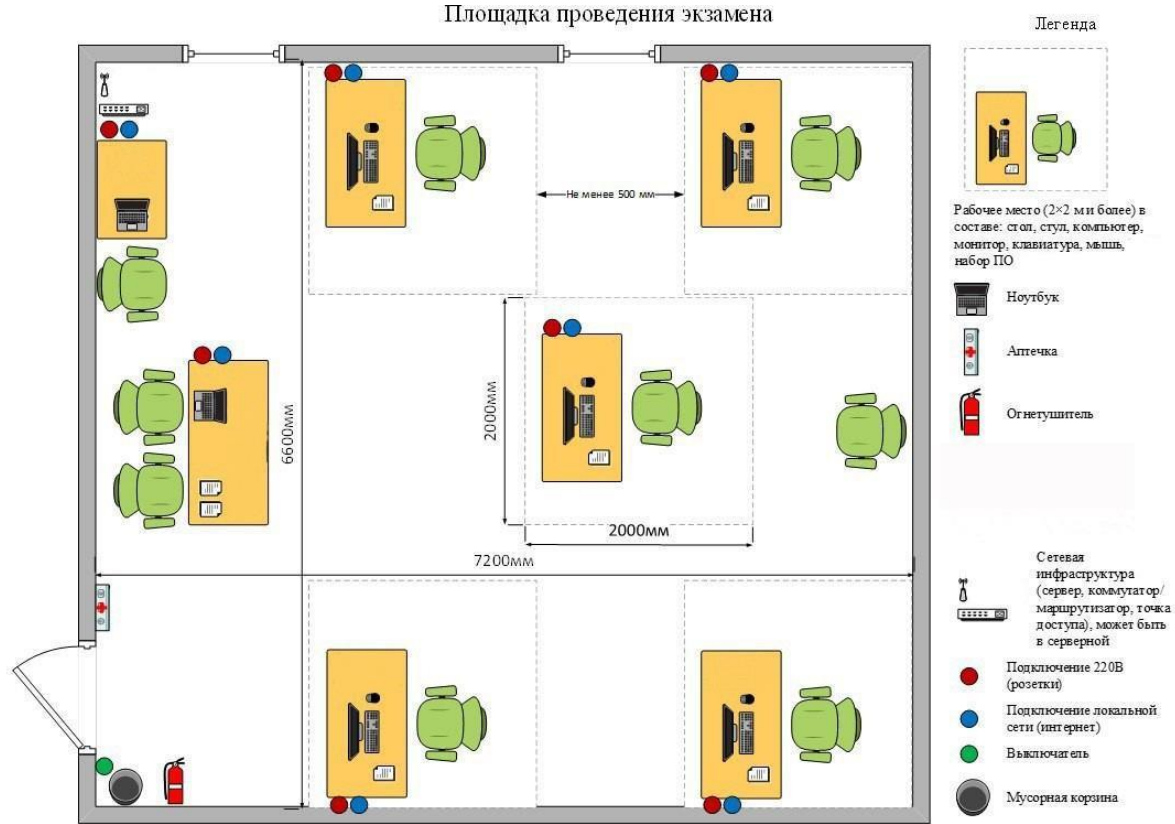 Площадка проведения экзамена
Легенда
Не менее 500 мм
Рабочее место (2×2 м и более) в
составе: стол, стул, компьютер,
монитор, клавиатура, мышь,
набор ПО
Ноутбук
Аптечка
Огнетушитель
6600мм
2000мм
2000мм
7200мм
Сетевая
инфраструктура
(сервер, коммутатор/
маршрутизатор, точка
доступа), может быть
в серверной
Подключение 220В
(розетки)
Подключение локальной
сети (интернет)
Выключатель
Мусорная корзина